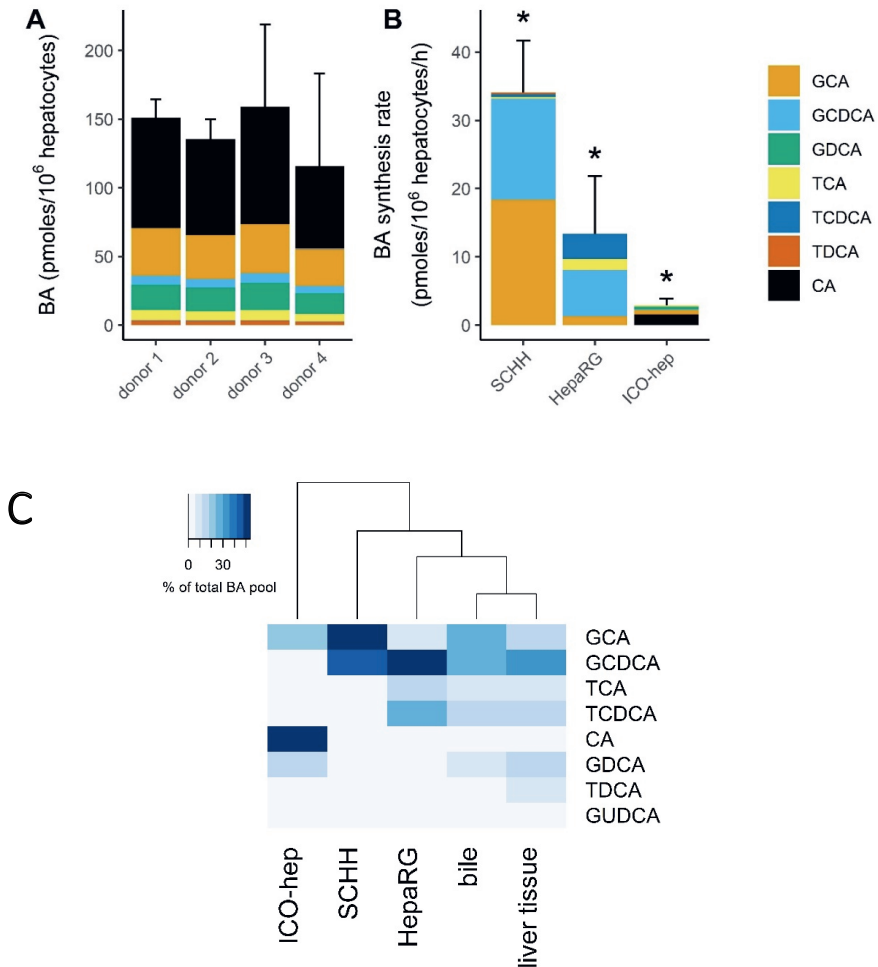 A
BA (pmoles/10⁶ hepatocytes)
200
150
100
50
0
donor 1
donor 2
donor 3
donor 4
B
BA synthesis rate
(pmoles/10⁶ hepatocytes/h)
40
30
20
10
0
*
*
*
SCHH
HepaRG
ICO-hep
GCA
GCDCA
GDCA
TCA
TCDCA
TDCA
CA
C
0 30
% of total BA pool
GCA
GCDCA
TCA
TCDCA
CA
GDCA
TDCA
GUDCA
ICO-hep
SCHH
HepaRG
bile
liver tissue